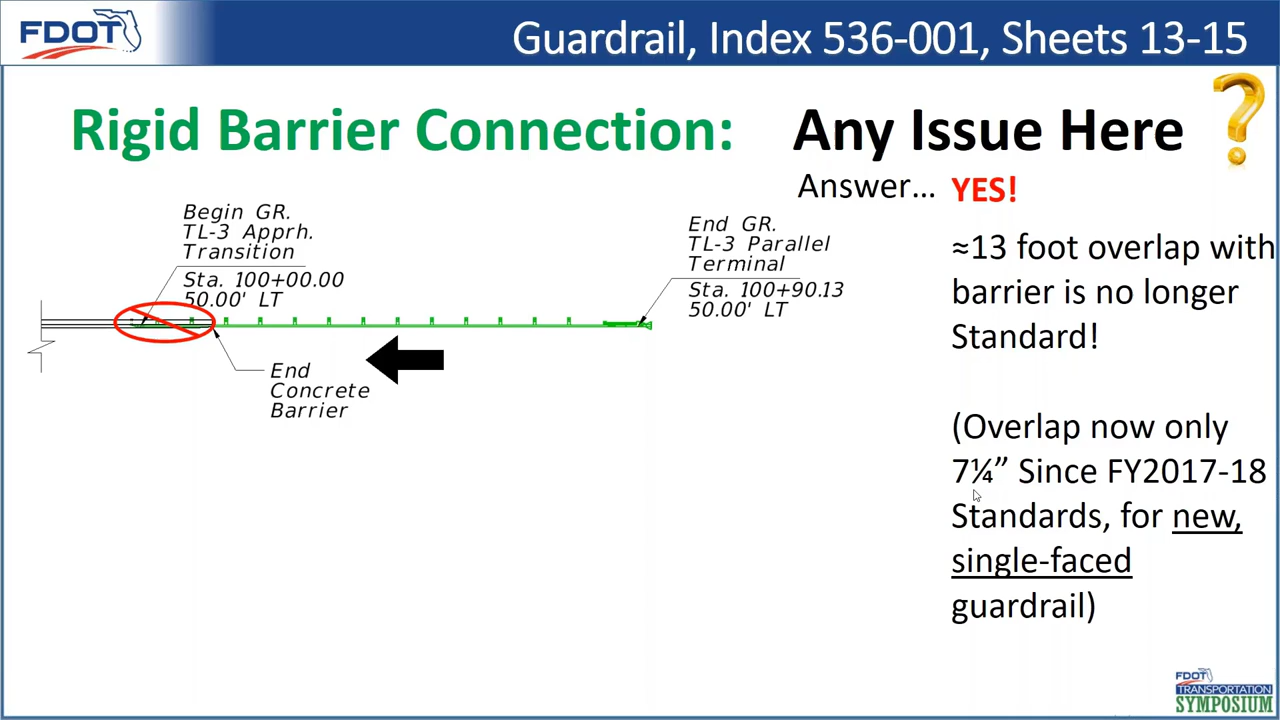 FDOT
Guardrail, Index 536-001, Sheets 13-15
Rigid Barrier Connection:
Any Issue Here
?
Answer... YES!
≈13 foot overlap with
barrier is no longer
Standard!
(Overlap now only
7¼” Since FY2017-18
Standards, for new,
single-faced
guardrail)
Begin GR.
TL-3 Apprh.
Transition
Sta. 100+00.00
50.00' LT
End GR.
TL-3 Parallel
Terminal
Sta. 100+90.13
50.00' LT
End
Concrete
Barrier
FDOT
TRANSPORTATION
SYMPOSIUM